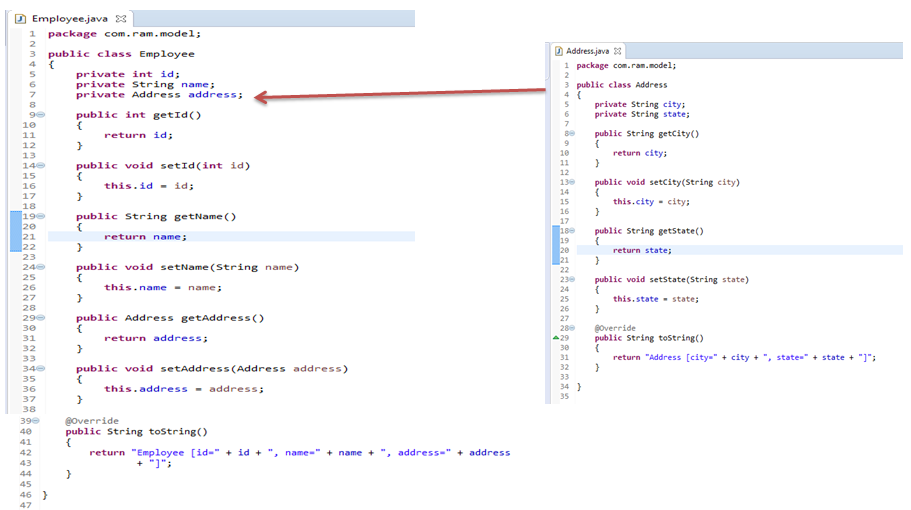 Employee.java
1 package com.ram.model;
2
3 public class Employee
4 {
5 private int id;
6 private String name;
7 private Address address;
8
9 public int getId()
10 {
11 return id;
12 }
13
14 public void setId(int id)
15 {
16 this.id = id;
17 }
18
19 public String getName()
20 {
21 return name;
22 }
23
24 public void setName(String name)
25 {
26 this.name = name;
27 }
28
29 public Address getAddress()
30 {
31 return address;
32 }
33
34 public void setAddress(Address address)
35 {
36 this.address = address;
37 }
38
39 @Override
40 public String toString()
41 {
42 return "Employee [id=" + id + ", name=" + name + ", address=" + address
43 + "]";
44 }
45
46 }
47
Address.java
1 package com.ram.model;
2
3 public class Address
4 {
5 private String city;
6 private String state;
7
8 public String getCity()
9 {
10 return city;
11 }
12
13 public void setCity(String city)
14 {
15 this.city = city;
16 }
17
18 public String getState()
19 {
20 return state;
21 }
22
23 public void setState(String state)
24 {
25 this.state = state;
26 }
27
28 @Override
29 public String toString()
30 {
31 return "Address [city=" + city + ", state=" + state + "]";
32 }
33
34 }
35